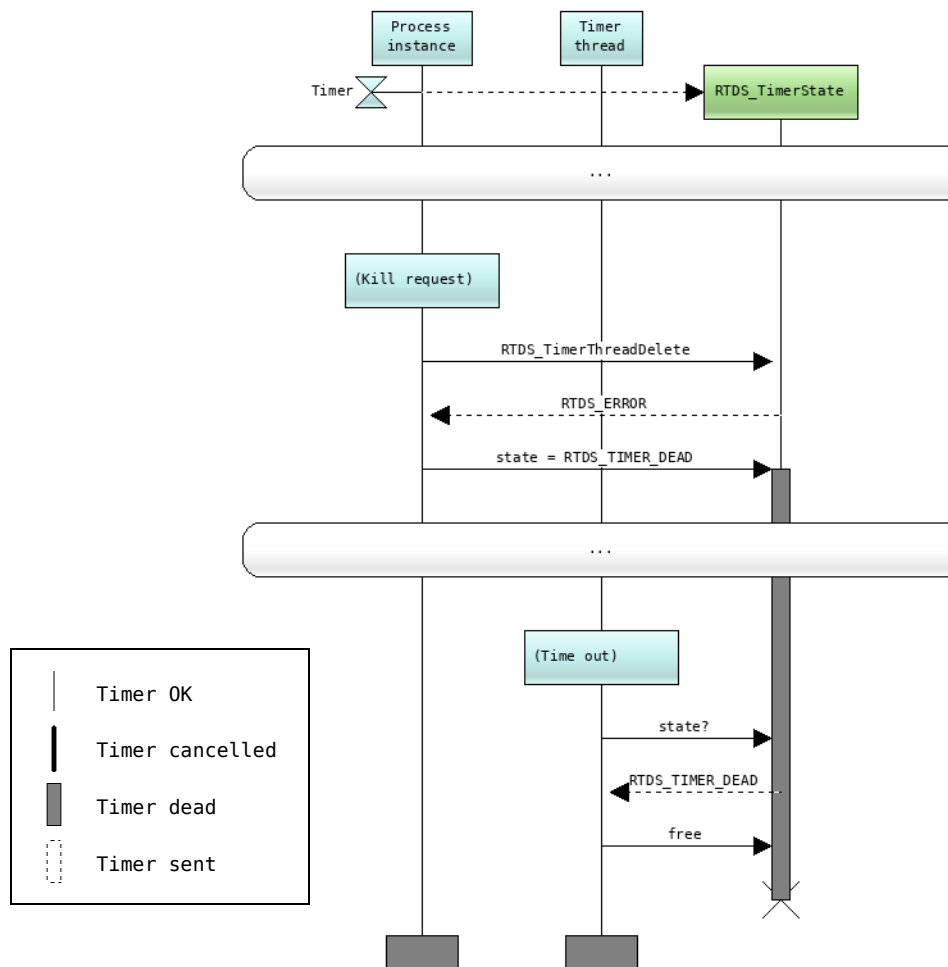 Process
instance
Timer
thread
Timer
RTDS_TimerState
...
(Kill request)
RTDS_TimerThreadDelete
RTDS_ERROR
state = RTDS_TIMER_DEAD
...
(Time out)
state?
RTDS_TIMER_DEAD
free
Timer OK
Timer cancelled
Timer dead
Timer sent